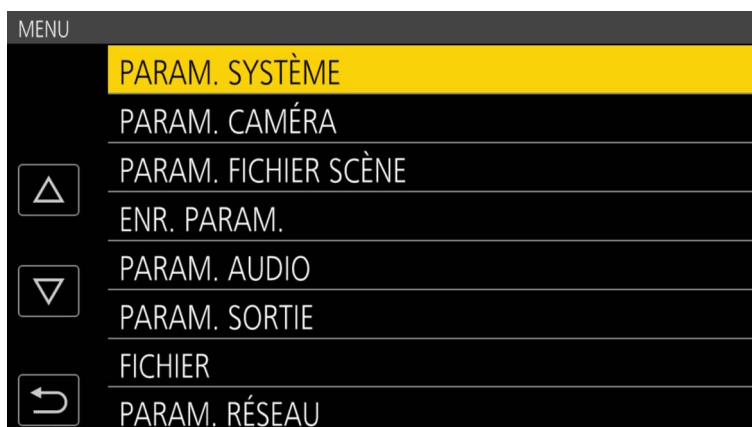 MENU
PARAM. SYSTÈME
PARAM. CAMÉRA
PARAM. FICHIER SCÈNE
ENR. PARAM.
PARAM. AUDIO
PARAM. SORTIE
FICHIER
PARAM. RÉSEAU